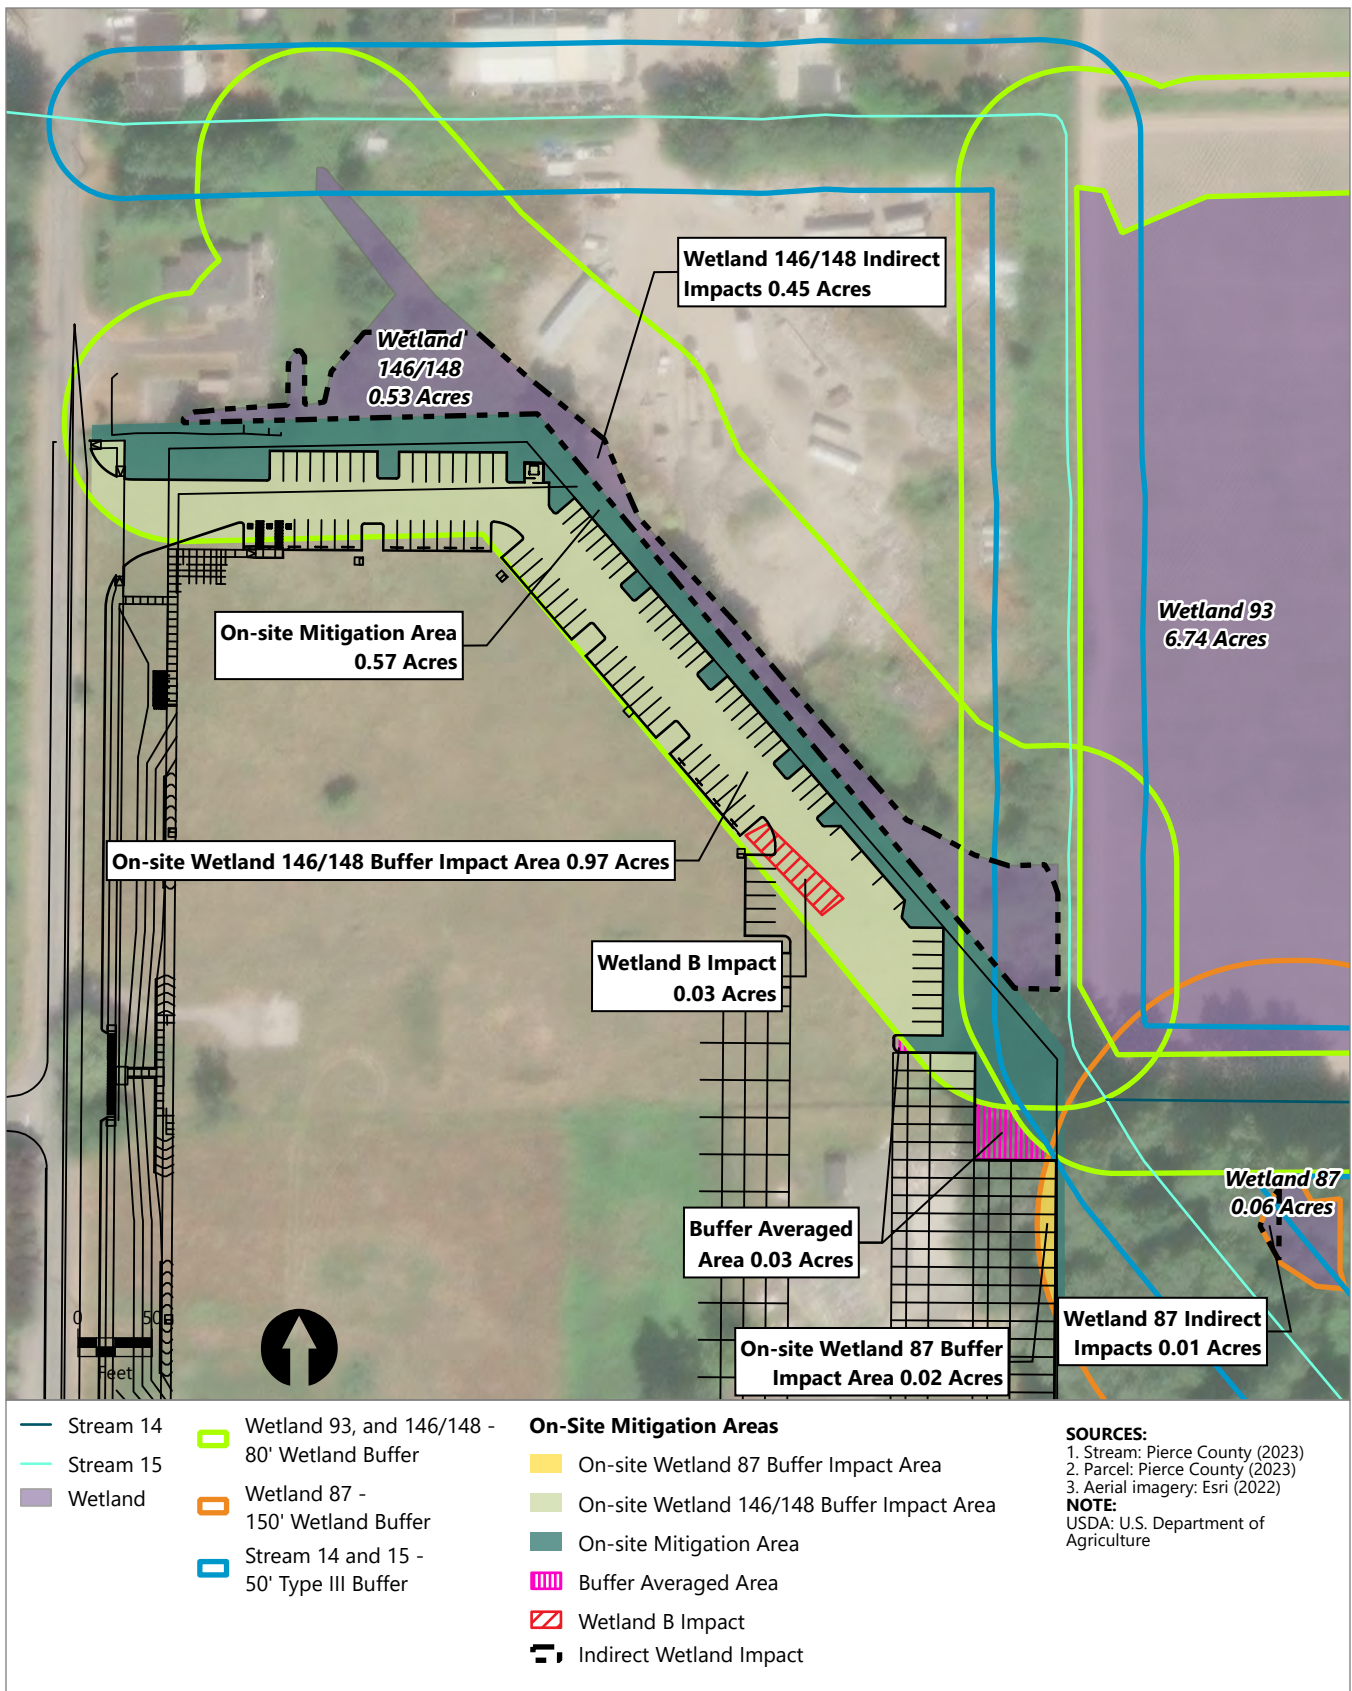 Wetland 146/148 Indirect
Impacts 0.45 Acres
Wetland
146/148
0.53 Acres
Wetland 93
6.74 Acres
On-site Mitigation Area
0.57 Acres
On-site Wetland 146/148 Buffer Impact Area 0.97 Acres
Wetland B Impact
0.03 Acres
Wetland 87
0.06 Acres
Buffer Averaged
Area 0.03 Acres
Wetland 87 Indirect
Impacts 0.01 Acres
On-site Wetland 87 Buffer
Impact Area 0.02 Acres
0 50
Feet
Stream 14
Stream 15
Wetland
Wetland 93, and 146/148 -
80' Wetland Buffer
Wetland 87 -
150' Wetland Buffer
Stream 14 and 15 -
50' Type III Buffer
On-Site Mitigation Areas
On-site Wetland 87 Buffer Impact Area
On-site Wetland 146/148 Buffer Impact Area
On-site Mitigation Area
Buffer Averaged Area
Wetland B Impact
Indirect Wetland Impact
SOURCES:
1. Stream: Pierce County (2023)
2. Parcel: Pierce County (2023)
3. Aerial imagery: Esri (2022)
NOTE:
USDA: U.S. Department of
Agriculture